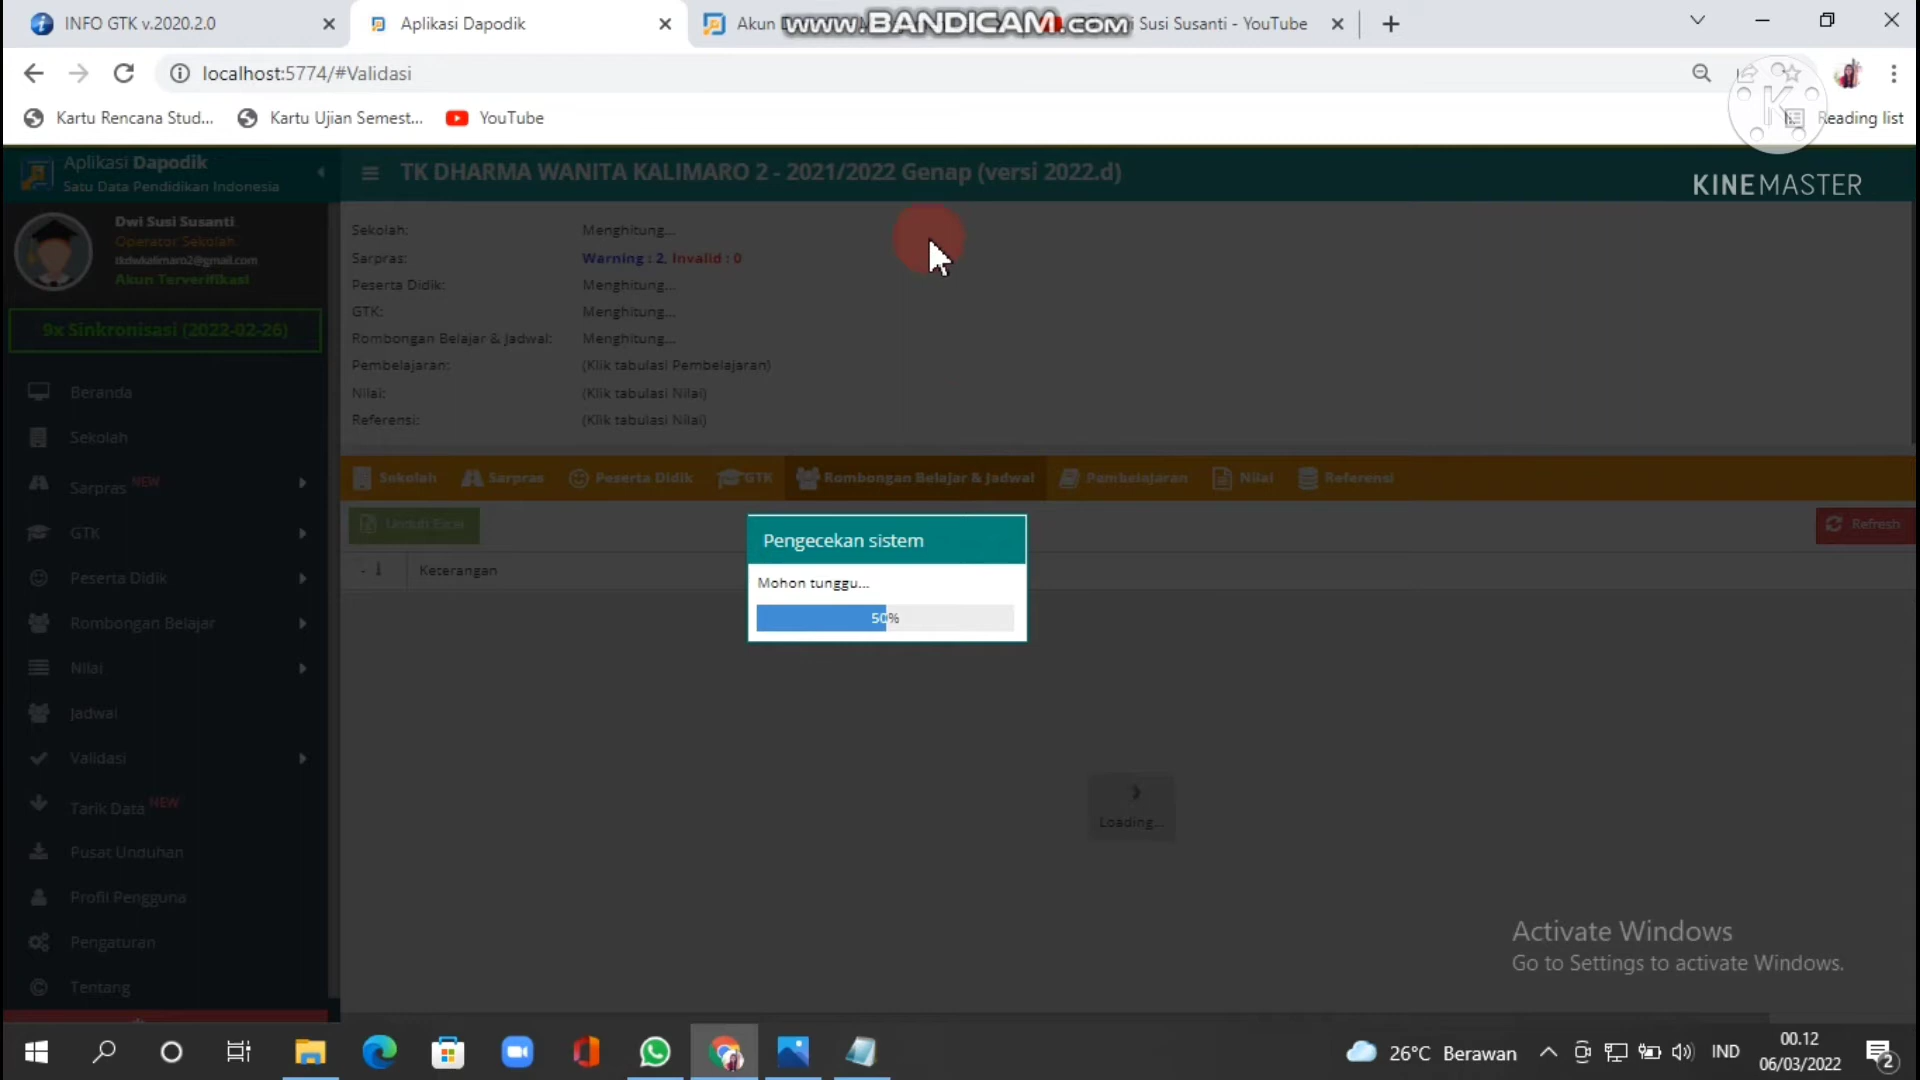 INFO GTK v.2020.2.0
Aplikasi Dapodik
Akun
www.BANDICAM.com
Susi Susanti - YouTube
localhost:5774/#Validasi
Kartu Rencana Stud...
Kartu Ujian Semest...
YouTube
Reading list
Aplikasi Dapodik
Satu Data Pendidikan Indonesia
TK DHARMA WANITA KALIMARO 2 - 2021/2022 Genap (versi 2022.d)
KINEMASTER
Dwi Susi Susanti
Operator Sekolah
tkdwkalimaro2@gmail.com
Akun Terverifikasi
9x Sinkronisasi (2022-02-26)
Beranda
Sekolah
Sarpras NEW
GTK
Peserta Didik
Rombongan Belajar
Nilai
Jadwal
Validasi
Tarik Data NEW
Pusat Unduhan
Profil Pengguna
Pengaturan
Tentang
Sekolah: Menghitung...
Sarpras: Warning : 2, Invalid : 0
Peserta Didik: Menghitung...
GTK: Menghitung...
Rombongan Belajar & Jadwal: Menghitung...
Pembelajaran: (Klik tabulasi Pembelajaran)
Nilai: (Klik tabulasi Nilai)
Referensi: (Klik tabulasi Nilai)
Sekolah Sarpras Peserta Didik GTK Rombongan Belajar & Jadwal Pembelajaran Nilai Referensi
Unduh Excel
Refresh
Keterangan
Pengecekan sistem
Mohon tunggu...
50%
Loading...
Activate Windows
Go to Settings to activate Windows.
26°C Berawan
IND
00.12
06/03/2022
2